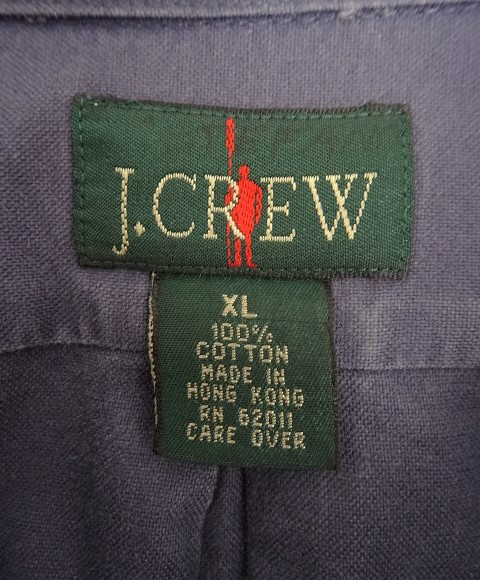 J.CREW
XL
100%
COTTON
MADE IN
HONG KONG
RN 62011
CARE OVER